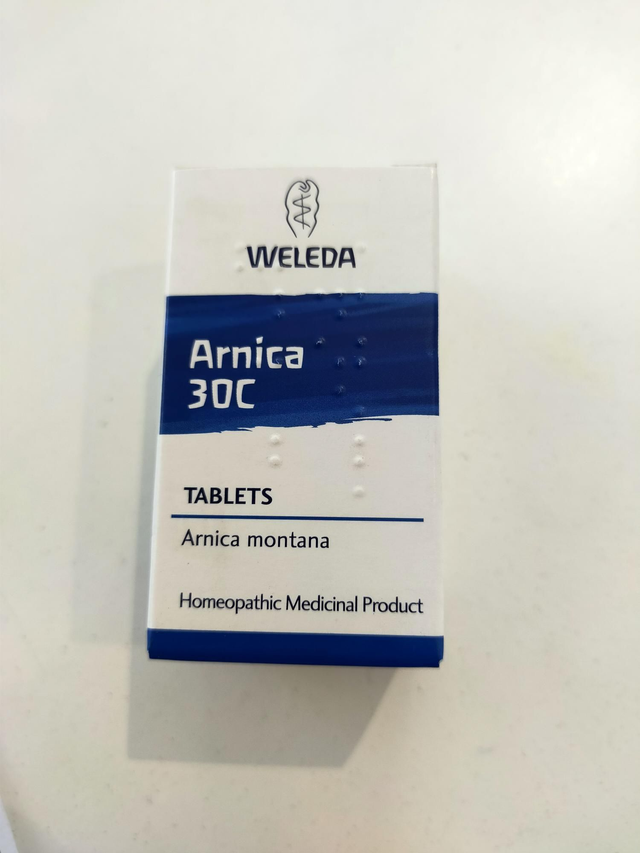 WELEDA
Arnica
30C
TABLETS
Arnica montana
Homeopathic Medicinal Product